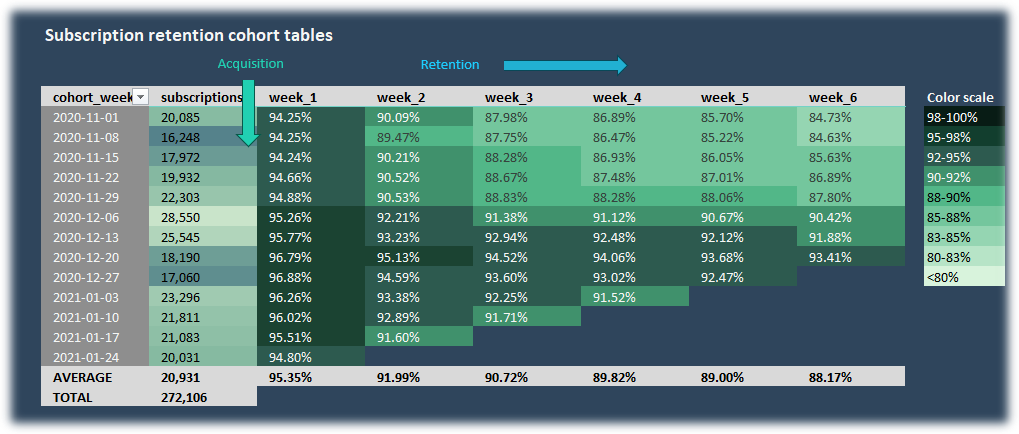 Subscription retention cohort tables
Acquisition
Retention
cohort_week subscriptions week_1 week_2 week_3 week_4 week_5 week_6 Color scale
2020-11-01 20,085 94.25% 90.09% 87.98% 86.89% 85.70% 84.73% 98-100%
2020-11-08 16,248 94.25% 89.47% 87.75% 86.47% 85.22% 84.63% 95-98%
2020-11-15 17,972 94.24% 90.21% 88.28% 86.93% 86.05% 85.63% 92-95%
2020-11-22 19,932 94.66% 90.52% 88.67% 87.48% 87.01% 86.89% 90-92%
2020-11-29 22,303 94.88% 90.53% 88.83% 88.28% 88.06% 87.80% 88-90%
2020-12-06 28,550 95.26% 92.21% 91.38% 91.12% 90.67% 90.42% 85-88%
2020-12-13 25,545 95.77% 93.23% 92.94% 92.48% 92.12% 91.88% 83-85%
2020-12-20 18,190 96.79% 95.13% 94.52% 94.06% 93.68% 93.41% 80-83%
2020-12-27 17,060 96.88% 94.59% 93.60% 93.02% 92.47% <80%
2021-01-03 23,296 96.26% 93.38% 92.25% 91.52%
2021-01-10 21,811 96.02% 92.89% 91.71%
2021-01-17 21,083 95.51% 91.60%
2021-01-24 20,031 94.80%
AVERAGE 20,931 95.35% 91.99% 90.72% 89.82% 89.00% 88.17%
TOTAL 272,106